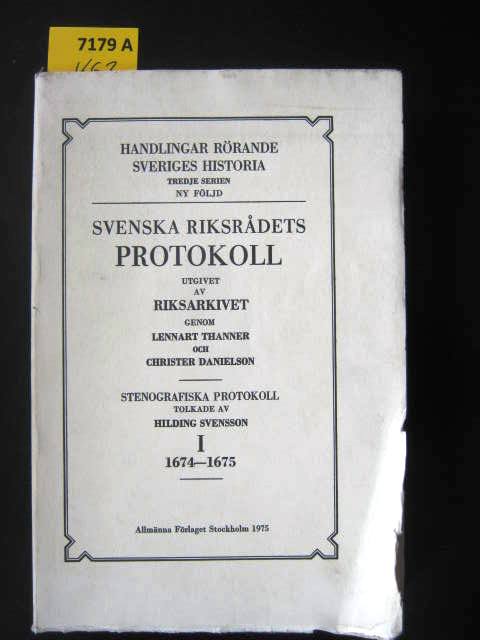 7179 A
HANDLINGAR RÖRANDE
SVERIGES HISTORIA
TREDJE SERIEN
NY FÖLJD
SVENSKA RIKSRÅDETS
PROTOKOLL
UTGIVET
AV
RIKSARKIVET
GENOM
LENNART THANNER
OCH
CHRISTER DANIELSON
STENOGRAFISKA PROTOKOLL
TOLKADE AV
HILDING SVENSSON
I
1674—1675
Allmänna Förlaget Stockholm 1975